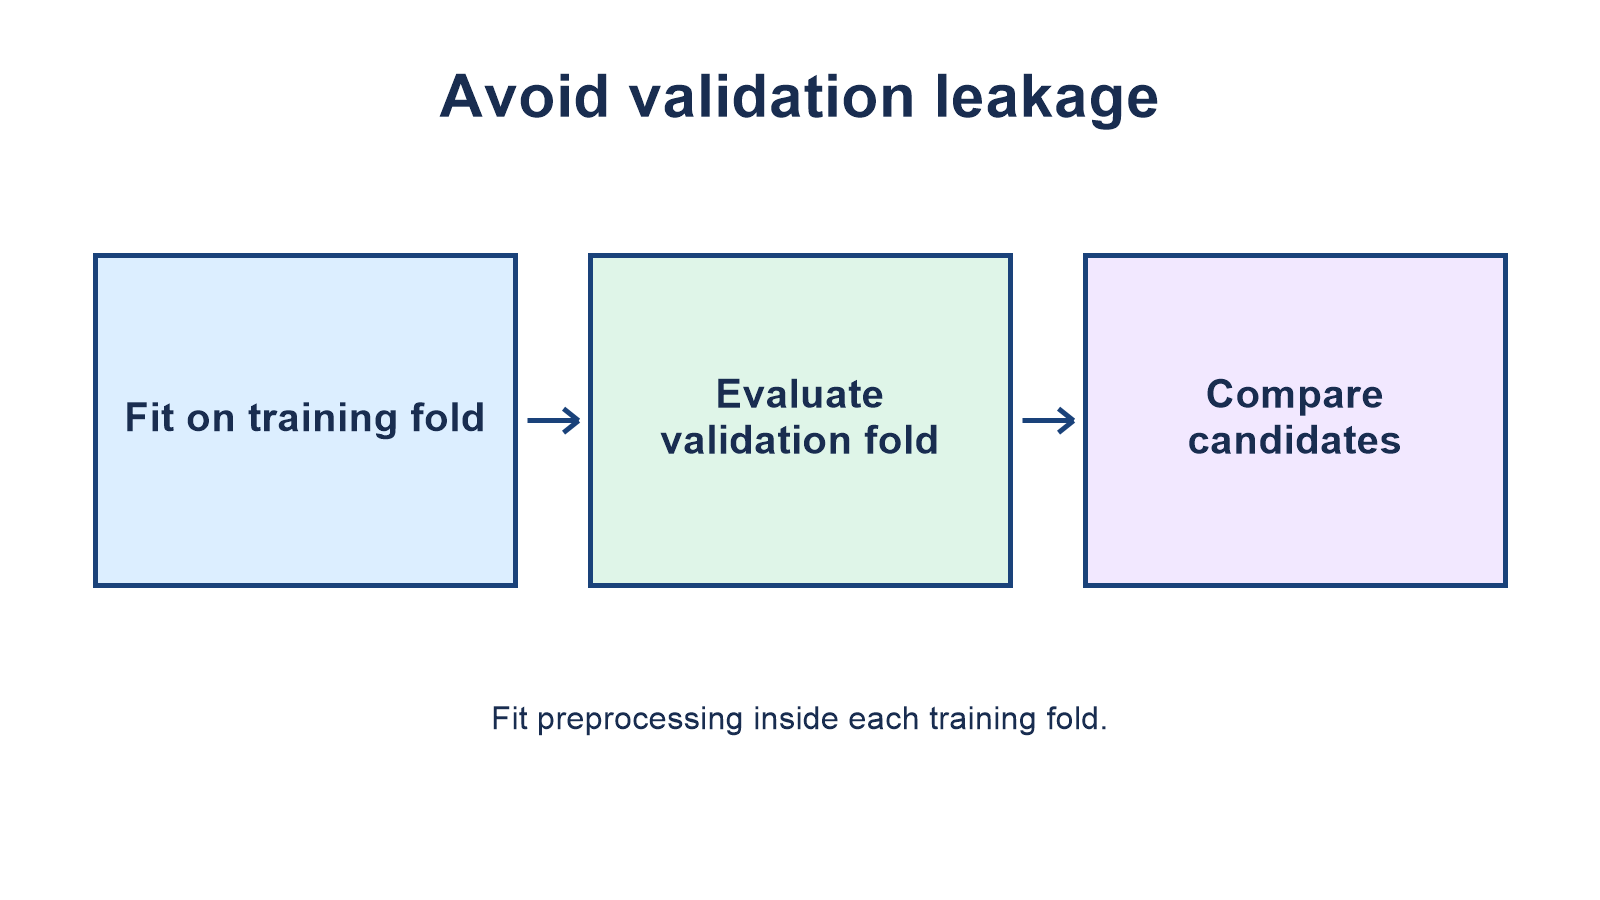 Avoid validation leakage
Fit on training fold
Evaluate
validation fold
Compare
candidates
Fit preprocessing inside each training fold.